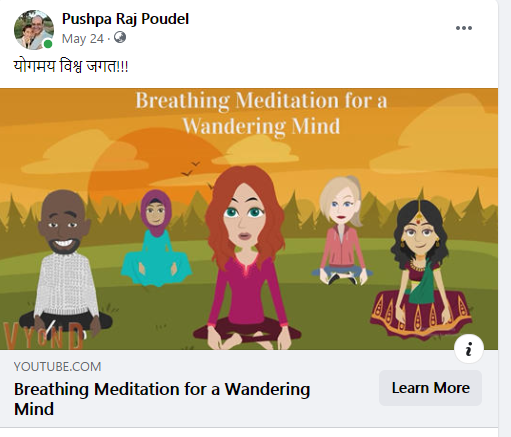 Pushpa Raj Poudel
May 24 ·
योगमय विश्व जगत!!!
Breathing Meditation for a
Wandering Mind
VYOND
YOUTUBE.COM
Breathing Meditation for a Wandering
Mind
Learn More